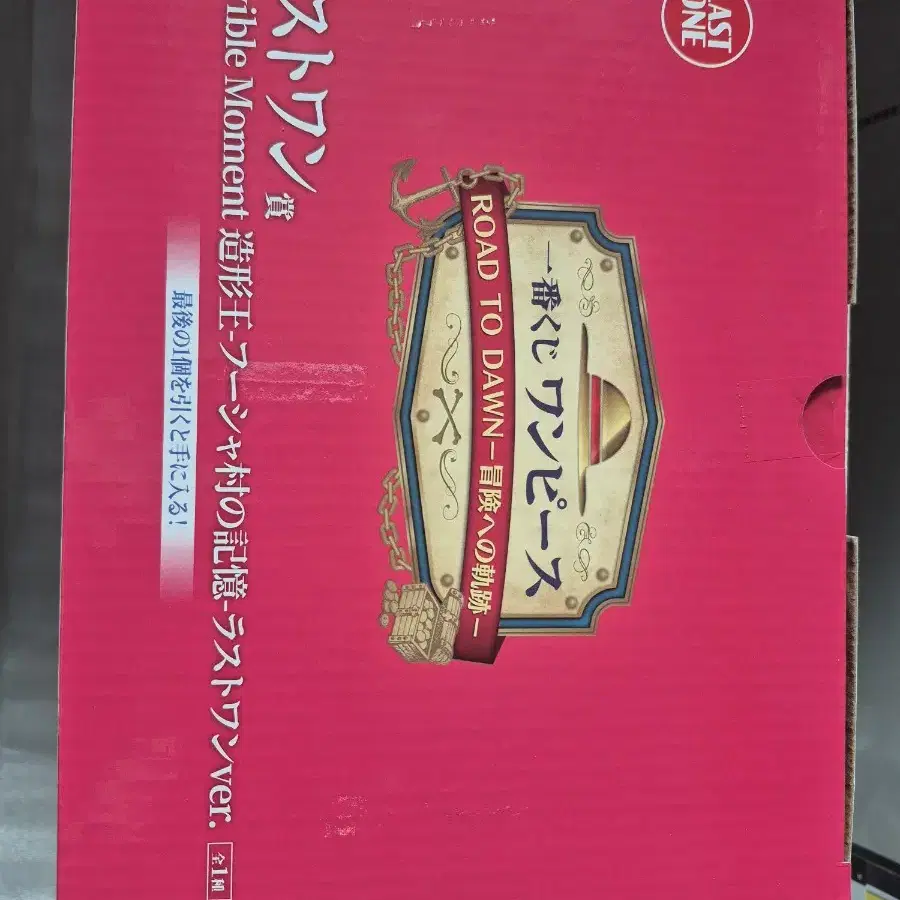 LAST
ONE
一番くじ ワンピース
ROAD TO DAWN－冒険への軌跡－
ストワン賞
ible Moment 造形王-フーシャ村の記憶-ラストワンver.
全1種
最後の1個を引くと手に入る!